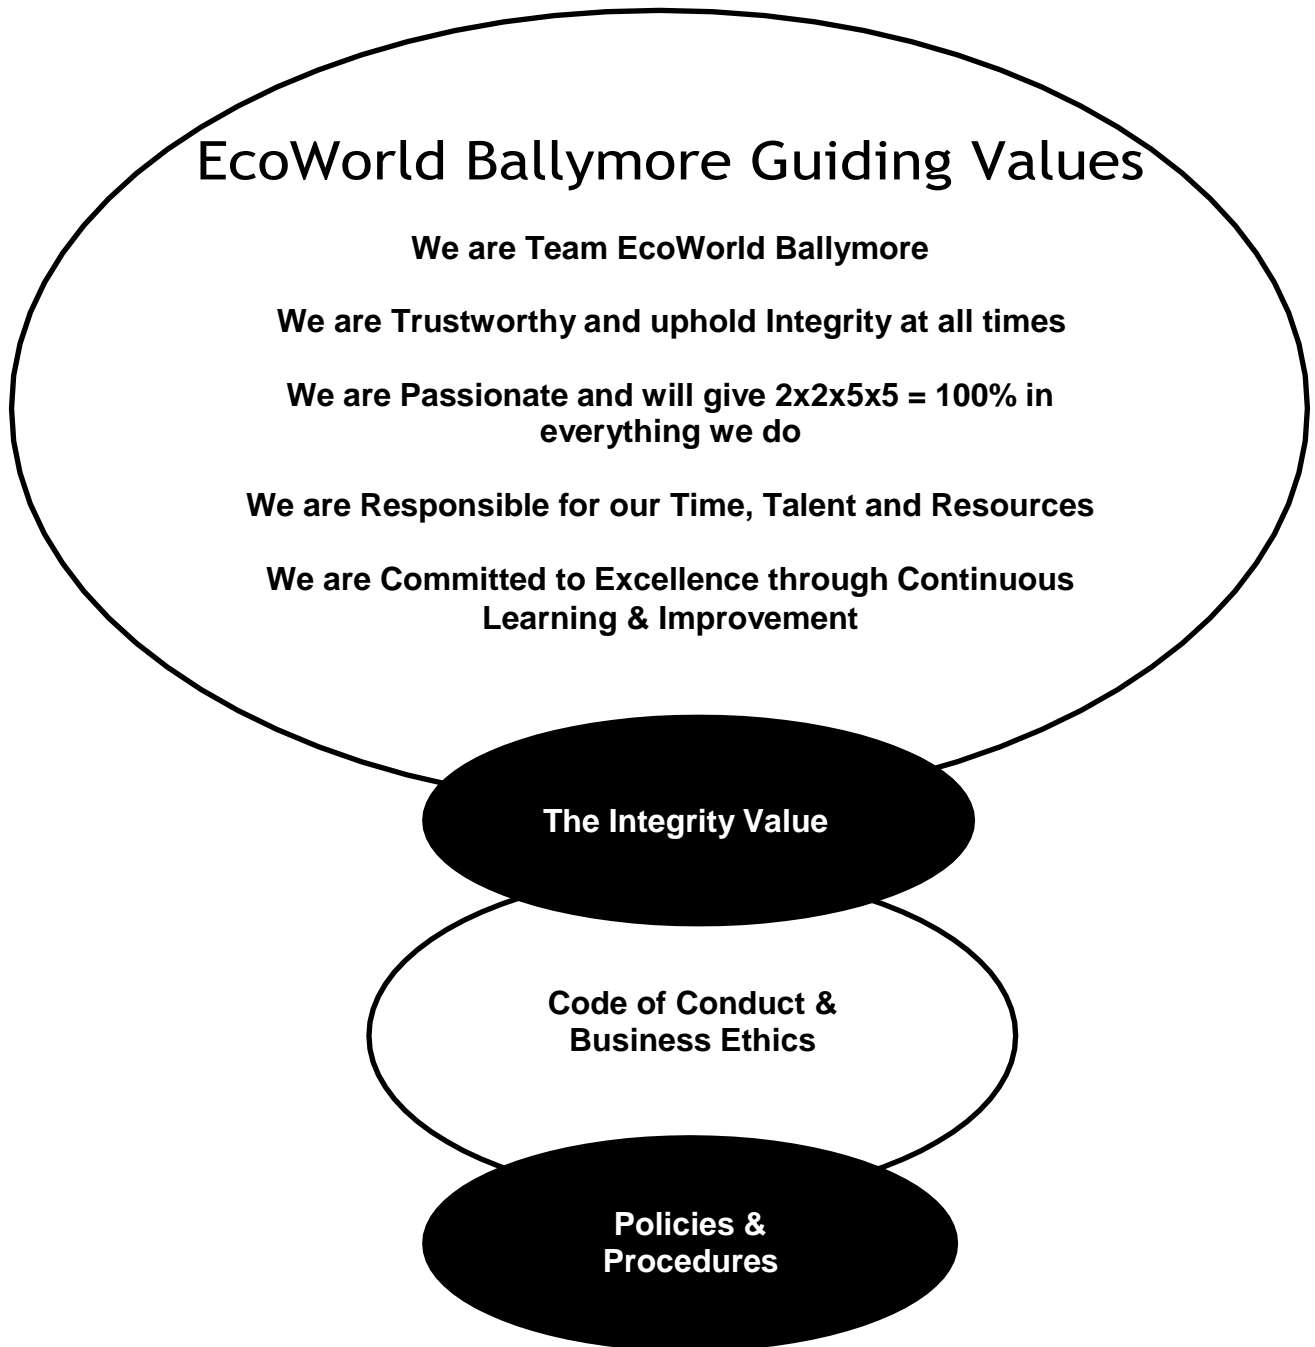 EcoWorld Ballymore Guiding Values
We are Team EcoWorld Ballymore
We are Trustworthy and uphold Integrity at all times
We are Passionate and will give 2x2x5x5 = 100% in
everything we do
We are Responsible for our Time, Talent and Resources
We are Committed to Excellence through Continuous
Learning & Improvement
The Integrity Value
Code of Conduct &
Business Ethics
Policies &
Procedures